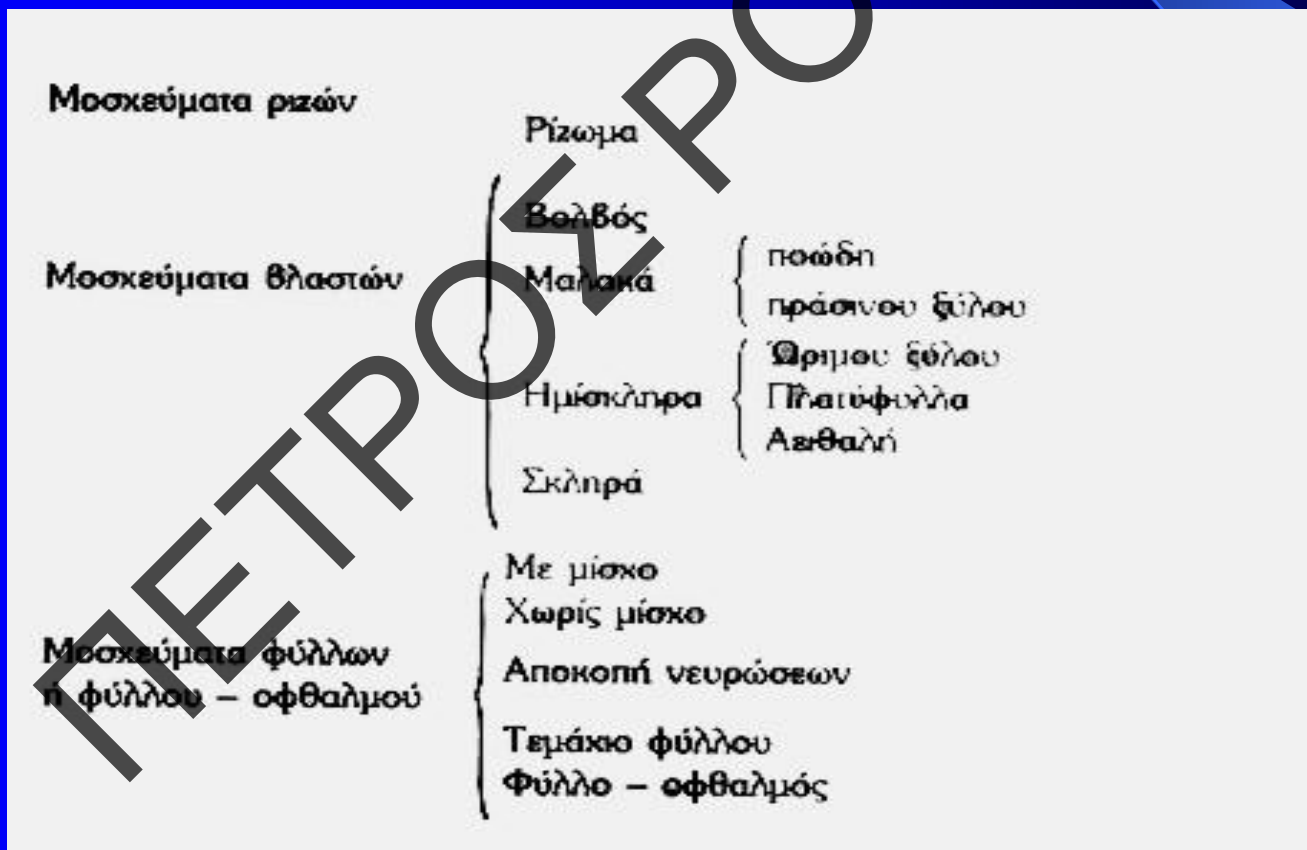 Μοσχεύματα ριζών
Ρίζωμα
Βολβός
Μοσχεύματα βλαστών
Μαλακά
ποώδη
πράσινου ξύλου
Ώριμου ξύλου
Ημίσκληρα
Πλατύφυλλα
Αειθαλή
Σκληρά
Με μίσχο
Χωρίς μίσχο
Μοσχεύματα φύλλων
ή φύλλου – οφθαλμού
Αποκοπή νευρώσεων
Τεμάχιο φύλλου
Φύλλο – οφθαλμός
ΠΕΤΡΟΣ ΡΟ